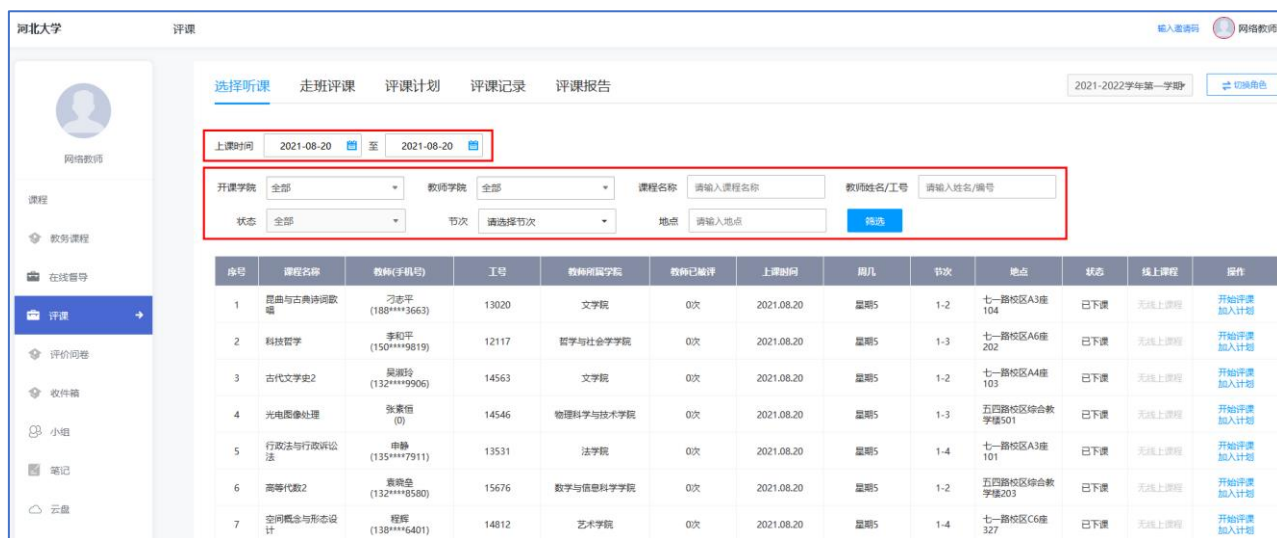 河北大学 评课 输入邀请码 网络教师
选择听课 走班评课 评课计划 评课记录 评课报告 2021-2022学年第一学期 切换角色
网络教师
上课时间 2021-08-20 至 2021-08-20
开课学院 全部 教师学院 全部 课程名称 请输入课程名称 教师姓名/工号 请输入姓名/编号
状态 全部 节次 请选择节次 地点 请输入地点 筛选
课程
教务课程
在线督导
评课
评价问卷
收件箱
小组
笔记
云盘
序号 课程名称 教师(手机号) 工号 教师所属学院 教师已被评 上课时间 周几 节次 地点 状态 线上课程 操作
1 昆曲与古典诗词歌唱 刁志平(188****3663) 13020 文学院 0次 2021.08.20 星期5 1-2 七一路校区A3座104 已下课 无线上课程 开始评课 加入计划
2 科技哲学 李和平(150****9819) 12117 哲学与社会学学院 0次 2021.08.20 星期5 1-3 七一路校区A6座202 已下课 无线上课程 开始评课 加入计划
3 古代文学史2 吴淑玲(132****9906) 14563 文学院 0次 2021.08.20 星期5 1-2 七一路校区A4座103 已下课 无线上课程 开始评课 加入计划
4 光电图像处理 张素恒(0) 14546 物理科学与技术学院 0次 2021.08.20 星期5 1-3 五四路校区综合教学楼501 已下课 无线上课程 开始评课 加入计划
5 行政法与行政诉讼法 申静(135****7911) 13531 法学院 0次 2021.08.20 星期5 1-4 七一路校区A3座101 已下课 无线上课程 开始评课 加入计划
6 高等代数2 袁晓垒(132****8580) 15676 数学与信息科学学院 0次 2021.08.20 星期5 1-2 五四路校区综合教学楼203 已下课 无线上课程 开始评课 加入计划
7 空间概念与形态设计 程辉(138****6401) 14812 艺术学院 0次 2021.08.20 星期5 1-4 七一路校区C6座327 已下课 无线上课程 开始评课 加入计划